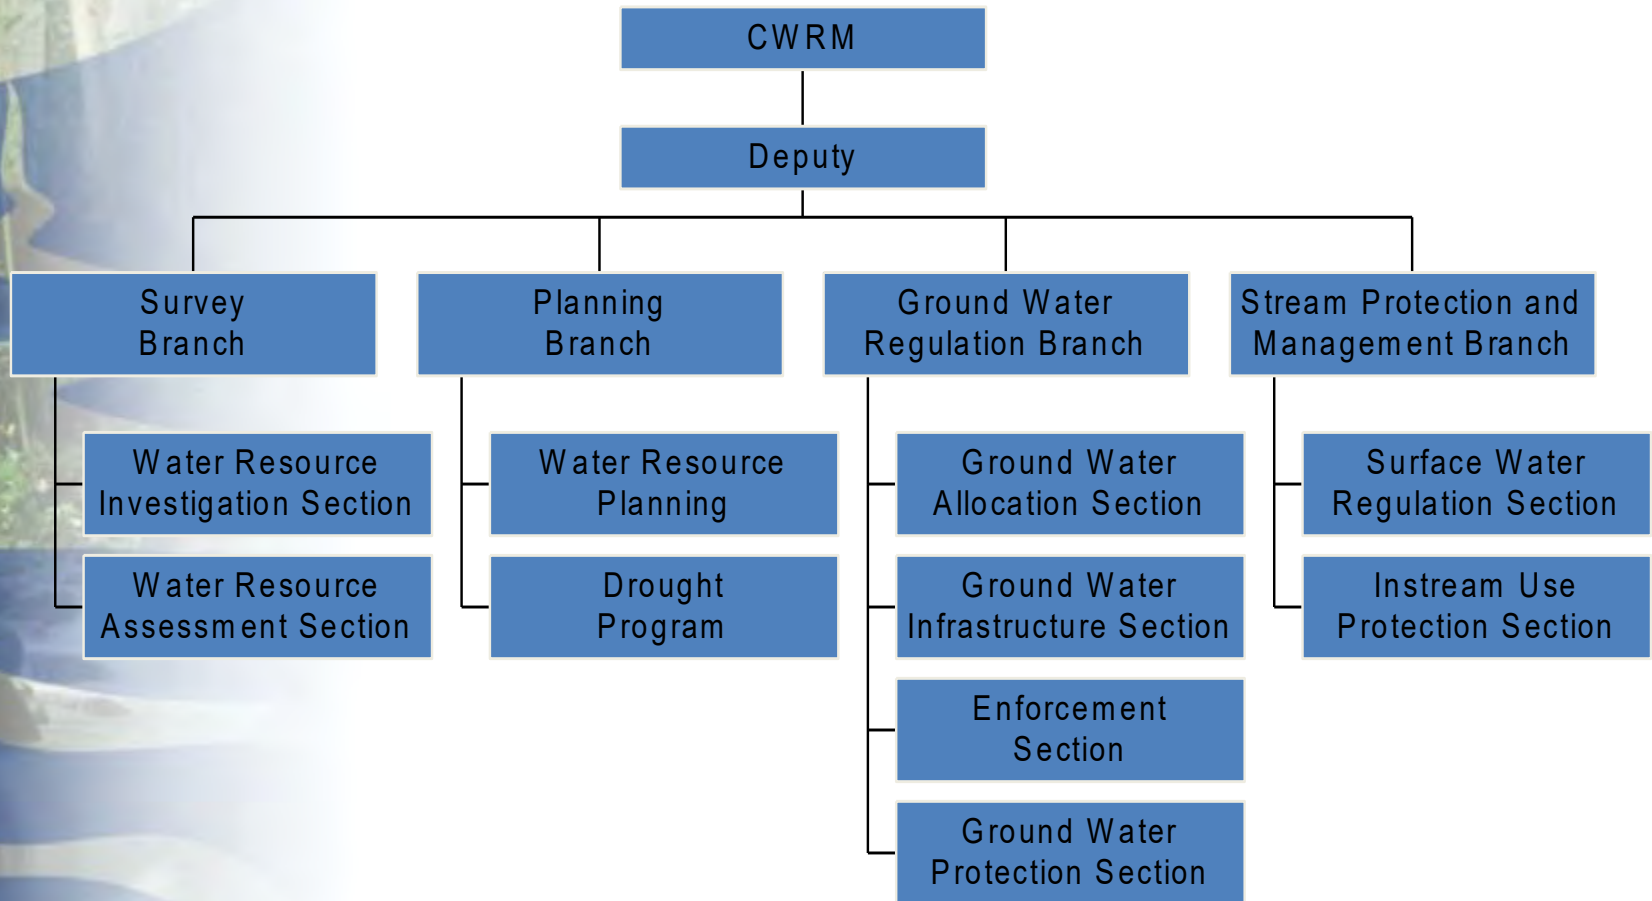 CWRM
Deputy
Survey
Branch
Planning
Branch
Ground Water
Regulation Branch
Stream Protection and
Management Branch
Water Resource
Investigation Section
Water Resource
Assessment Section
Water Resource
Planning
Drought
Program
Ground Water
Allocation Section
Ground Water
Infrastructure Section
Enforcement
Section
Ground Water
Protection Section
Surface Water
Regulation Section
Instream Use
Protection Section